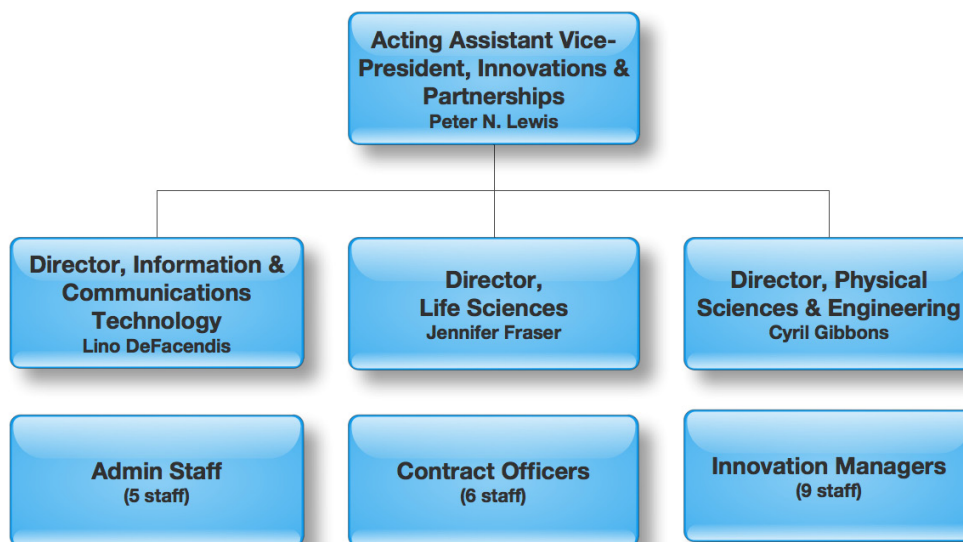 Acting Assistant Vice-
President, Innovations &
Partnerships
Peter N. Lewis
Director, Information &
Communications
Technology
Lino DeFacendis
Director,
Life Sciences
Jennifer Fraser
Director, Physical
Sciences & Engineering
Cyril Gibbons
Admin Staff
(5 staff)
Contract Officers
(6 staff)
Innovation Managers
(9 staff)